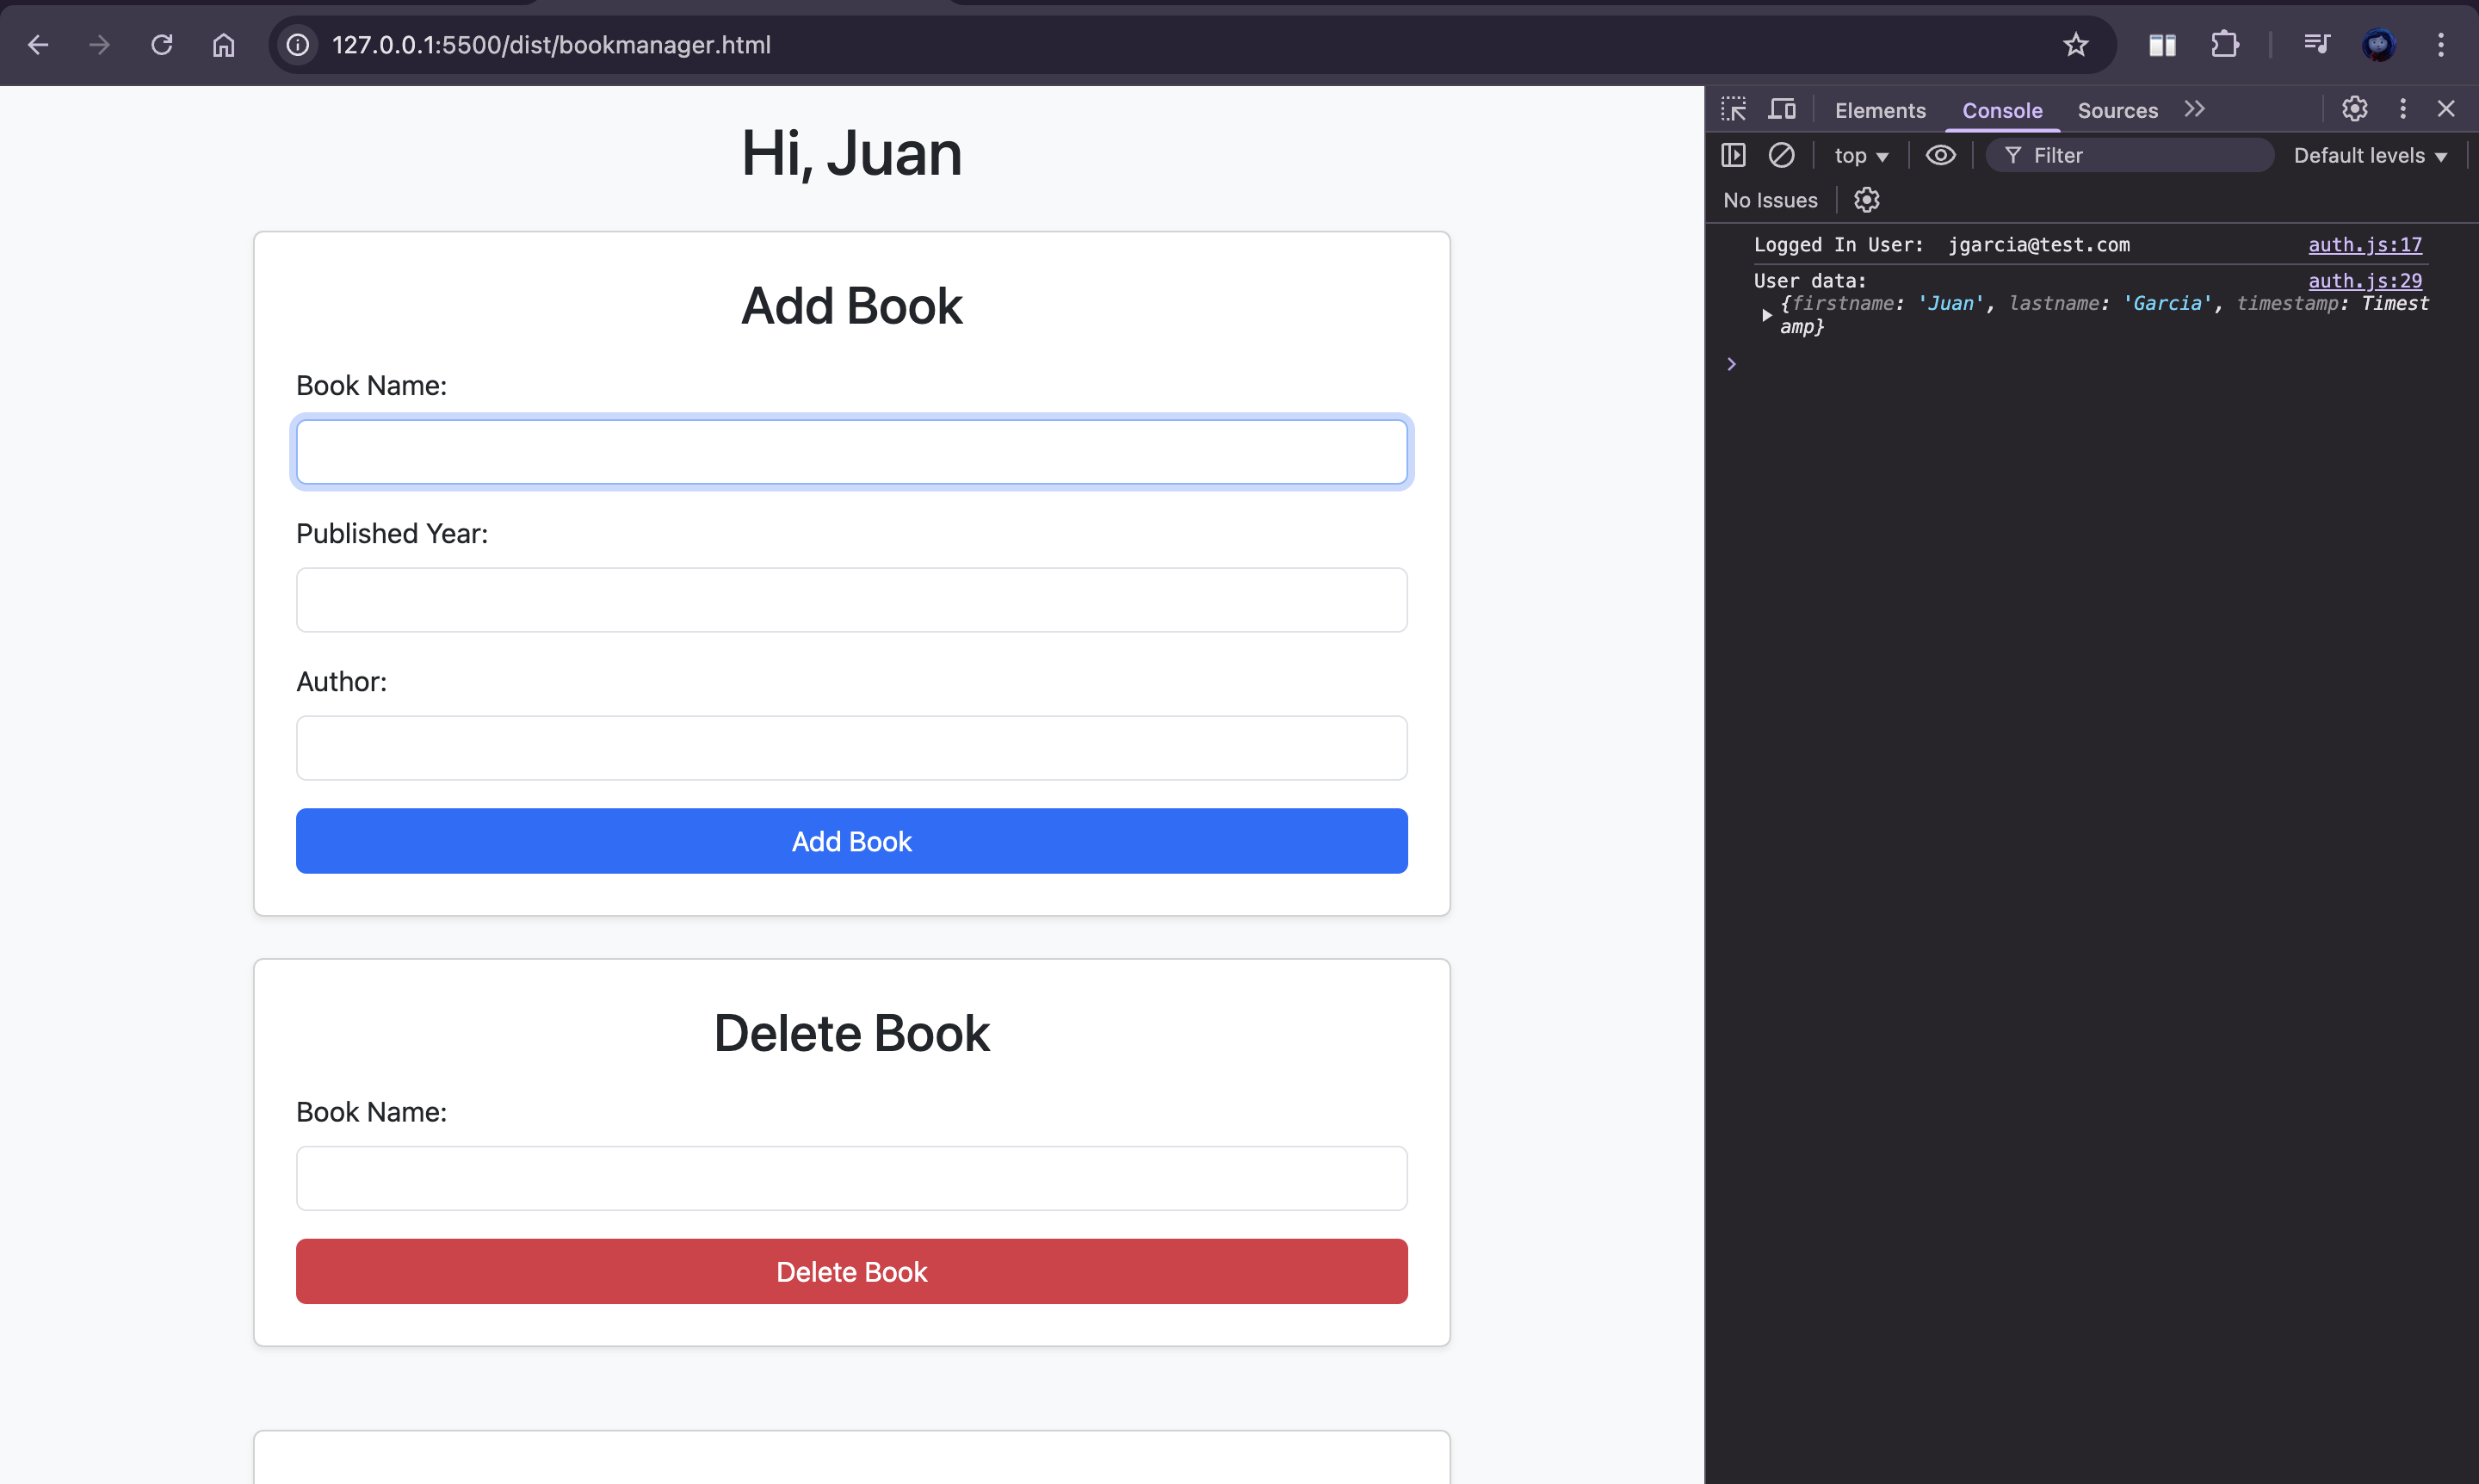 127.0.0.1:5500/dist/bookmanager.html
Hi, Juan
Add Book
Book Name:
Published Year:
Author:
Add Book
Delete Book
Book Name:
Delete Book
Elements Console Sources
top Filter Default levels
No Issues
Logged In User: jgarcia@test.com auth.js:17
User data: auth.js:29
{firstname: 'Juan', lastname: 'Garcia', timestamp: Timest
amp}